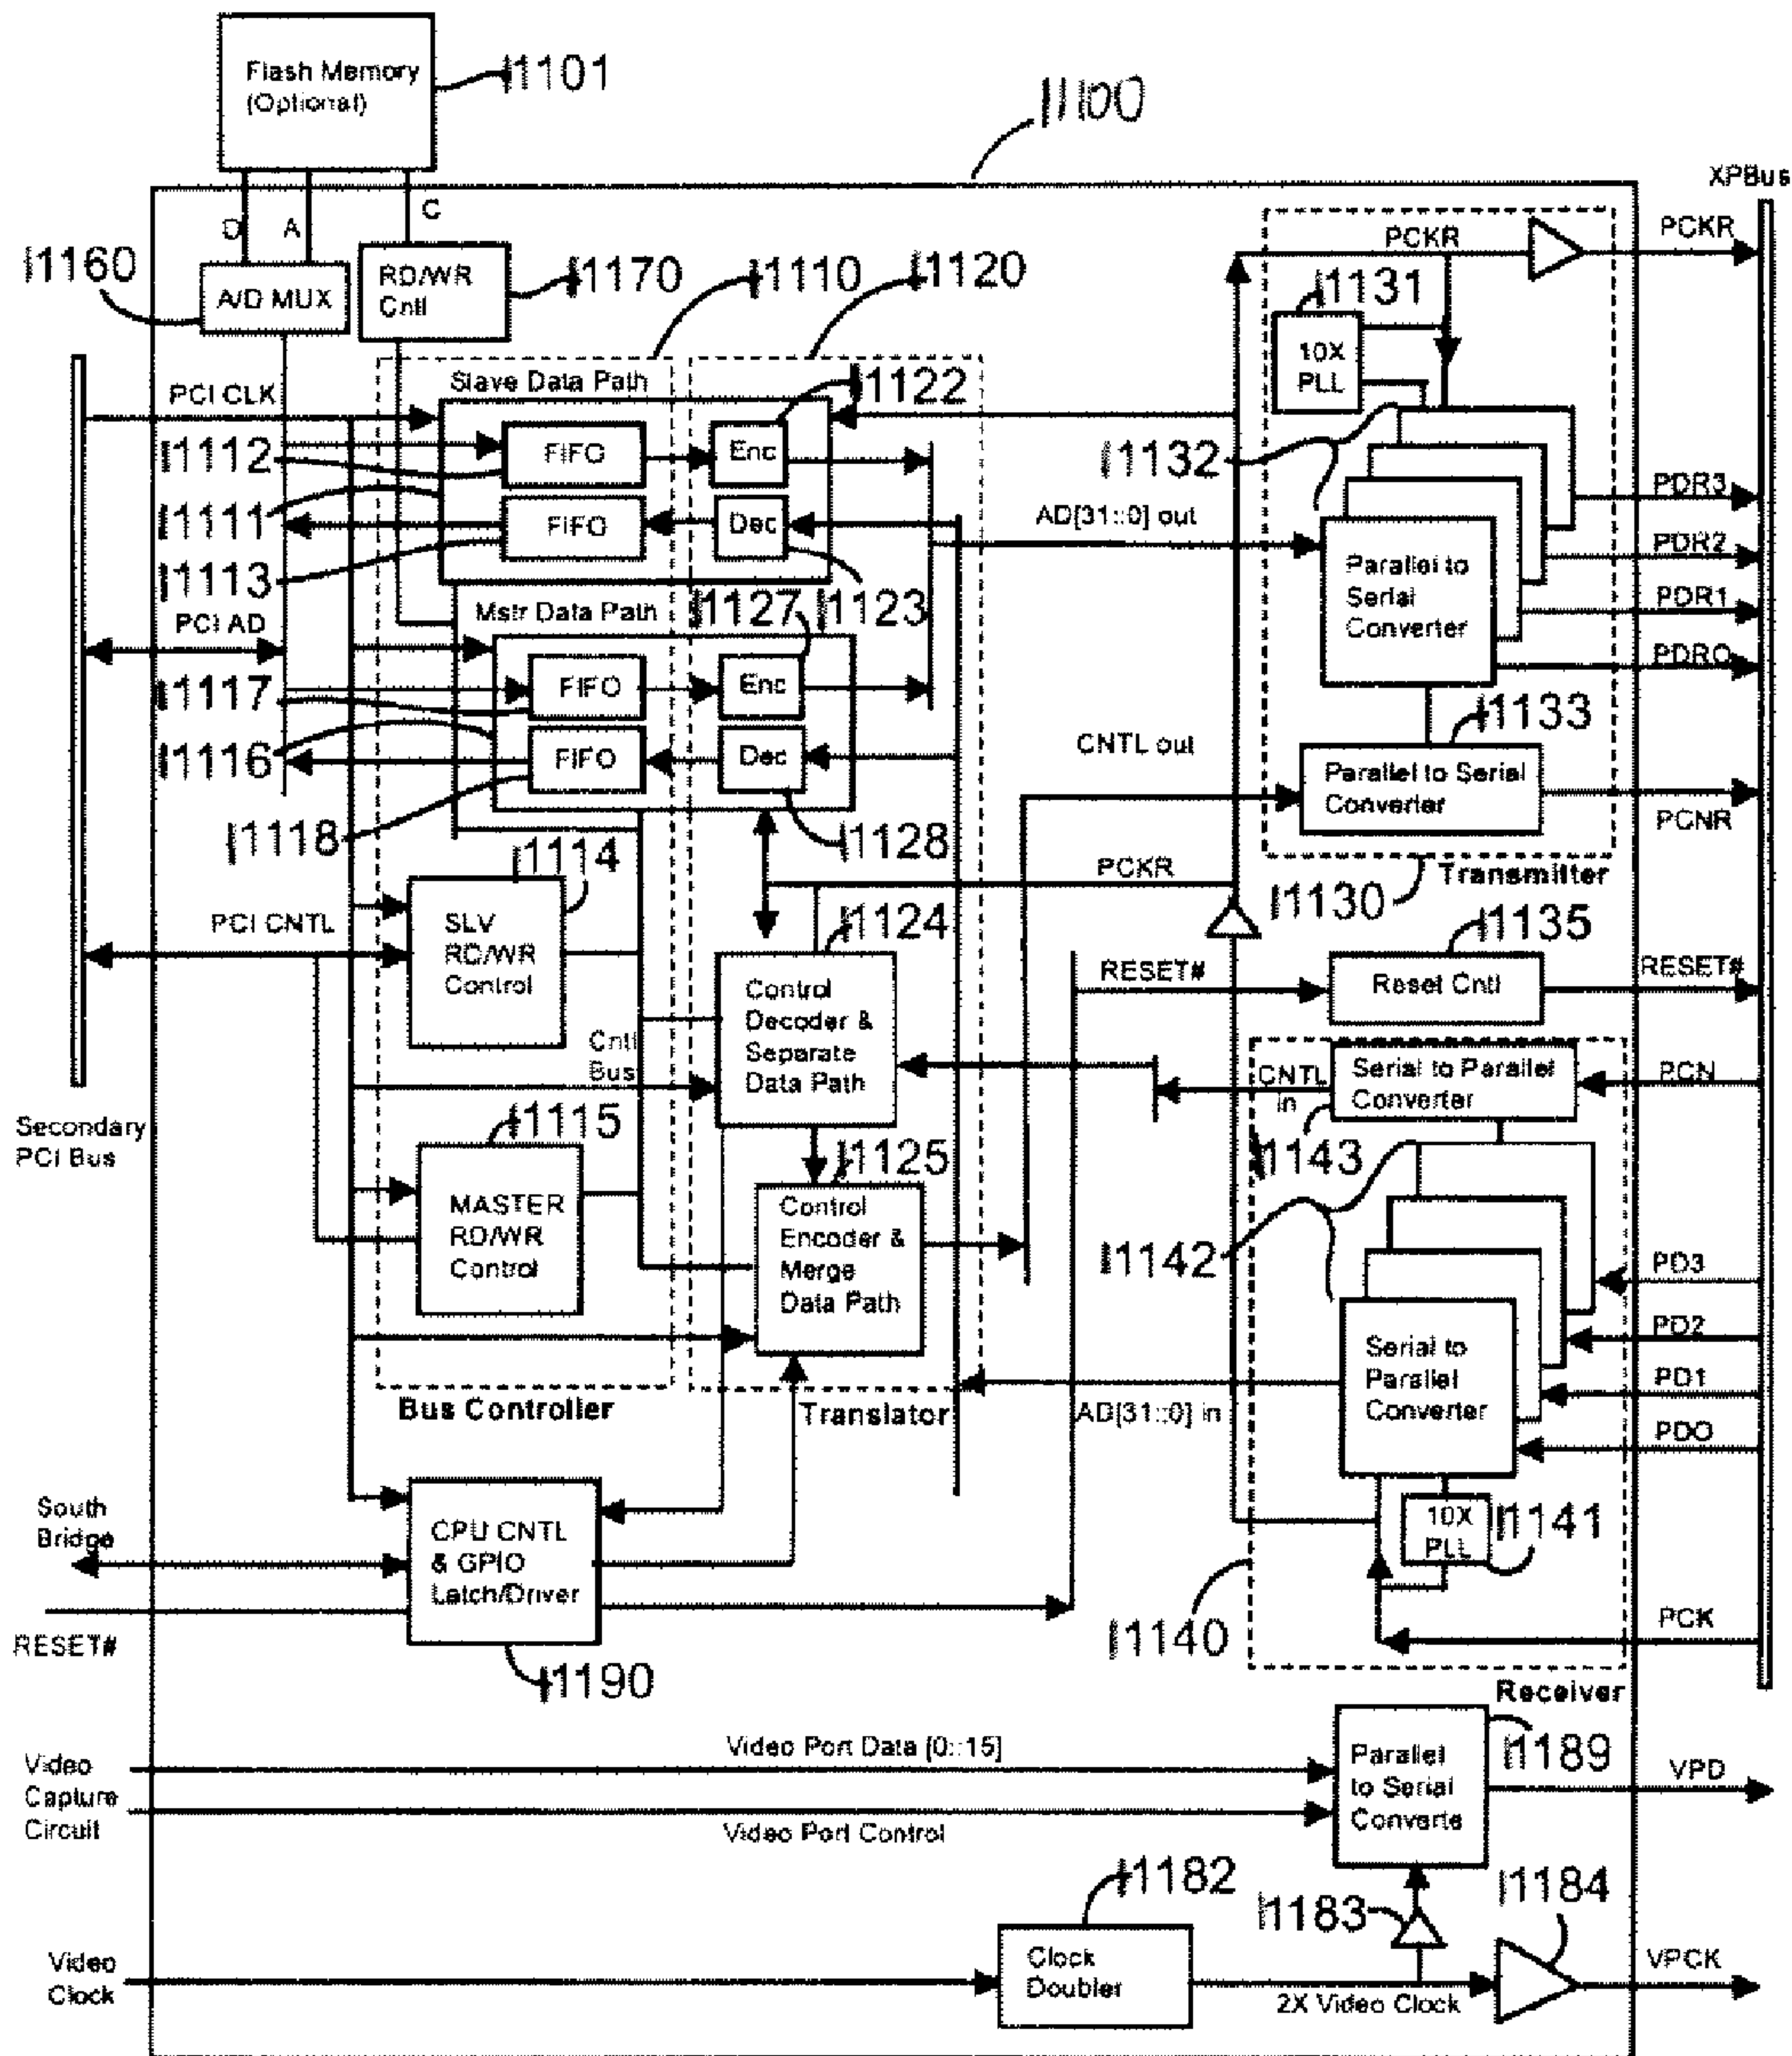 Flash Memory
(Optional)
1101
1100
XPBus
D
A
C
1160
A/D MUX
RD/WR
Cntl
1170
1110
1120
PCKR
PCKR
1131
10X
PLL
PCI CLK
Slave Data Path
1122
1112
FIFO
Enc
1132
PDR3
1111
FIFO
Dec
AD[31::0] out
PDR2
1113
Parallel to
Serial
Converter
PDR1
PCI AD
Mstr Data Path
1127
1123
PDRO
1117
FIFO
Enc
1133
1116
FIFO
Dec
CNTL out
Parallel to Serial
Converter
PCNR
1118
1114
1128
PCKR
1130
Transmitter
PCI CNTL
SLV
RD/WR
Control
1124
1135
RESET#
Reset Cntl
RESET#
Control
Decoder &
Separate
Data Path
Cntl
Bus
CNTL
in
Serial to Parallel
Converter
PCN
Secondary
PCI Bus
1115
1125
1143
MASTER
RD/WR
Control
Control
Encoder &
Merge
Data Path
1142
PD3
PD2
Serial to
Parallel
Converter
PD1
Bus Controller
Translator
AD[31::0] in
PDO
South
Bridge
CPU CNTL
& GPIO
Latch/Driver
10X
PLL
1141
RESET#
1140
PCK
1190
Receiver
Video
Capture
Circuit
Video Port Data [0::15]
Video Port Control
Parallel
to Serial
Converte
1189
VPD
1182
1183
1184
Video
Clock
Clock
Doubler
2X Video Clock
VPCK